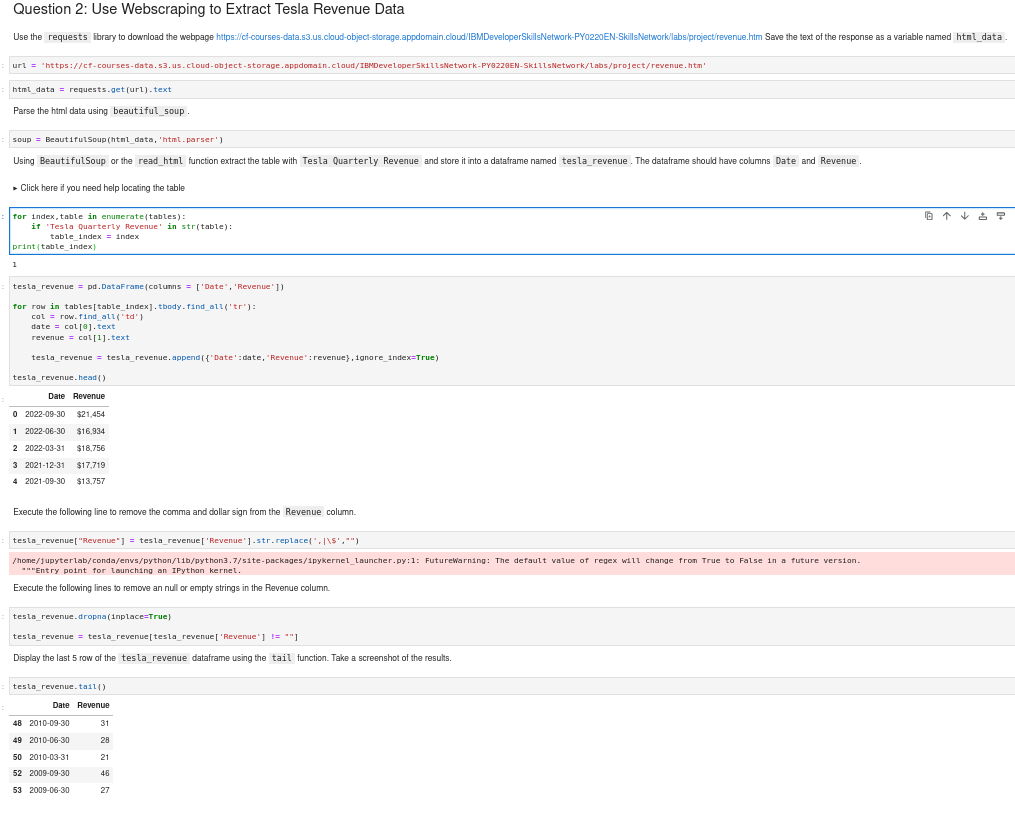 Question 2: Use Webscraping to Extract Tesla Revenue Data
Use the requests library to download the webpage https://cf-courses-data.s3.us.cloud-object-storage.appdomain.cloud/IBMDeveloperSkillsNetwork-PY0220EN-SkillsNetwork/labs/project/revenue.htm Save the text of the response as a variable named html_data.
: url = 'https://cf-courses-data.s3.us.cloud-object-storage.appdomain.cloud/IBMDeveloperSkillsNetwork-PY0220EN-SkillsNetwork/labs/project/revenue.htm'
: html_data = requests.get(url).text
Parse the html data using beautiful_soup.
: soup = BeautifulSoup(html_data,'html.parser')
Using BeautifulSoup or the read_html function extract the table with Tesla Quarterly Revenue and store it into a dataframe named tesla_revenue. The dataframe should have columns Date and Revenue.
▸ Click here if you need help locating the table
: for index,table in enumerate(tables):
    if 'Tesla Quarterly Revenue' in str(table):
        table_index = index
print(table_index)
1
: tesla_revenue = pd.DataFrame(columns = ['Date','Revenue'])
for row in tables[table_index].tbody.find_all('tr'):
    col = row.find_all('td')
    date = col[0].text
    revenue = col[1].text
    tesla_revenue = tesla_revenue.append({'Date':date,'Revenue':revenue},ignore_index=True)
tesla_revenue.head()
:
Date Revenue
0 2022-09-30 $21,454
1 2022-06-30 $16,934
2 2022-03-31 $18,756
3 2021-12-31 $17,719
4 2021-09-30 $13,757
Execute the following line to remove the comma and dollar sign from the Revenue column.
: tesla_revenue["Revenue"] = tesla_revenue['Revenue'].str.replace(',|\$',"")
/home/jupyterlab/conda/envs/python/lib/python3.7/site-packages/ipykernel_launcher.py:1: FutureWarning: The default value of regex will change from True to False in a future version.
  """Entry point for launching an IPython kernel.
Execute the following lines to remove an null or empty strings in the Revenue column.
: tesla_revenue.dropna(inplace=True)
tesla_revenue = tesla_revenue[tesla_revenue['Revenue'] != ""]
Display the last 5 row of the tesla_revenue dataframe using the tail function. Take a screenshot of the results.
: tesla_revenue.tail()
:
Date Revenue
48 2010-09-30 31
49 2010-06-30 28
50 2010-03-31 21
52 2009-09-30 46
53 2009-06-30 27